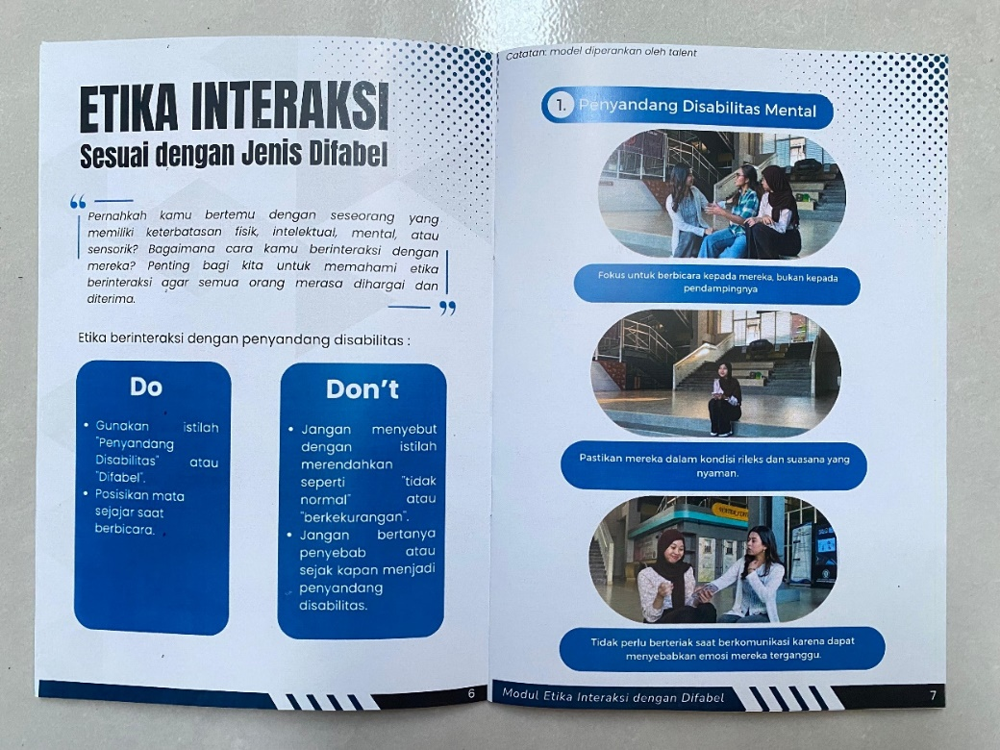 ETIKA INTERAKSI
Sesuai dengan Jenis Difabel
“ Pernahkah kamu bertemu dengan seseorang yang
memiliki keterbatasan fisik, intelektual, mental, atau
sensorik? Bagaimana cara kamu berinteraksi dengan
mereka? Penting bagi kita untuk memahami etika
berinteraksi agar semua orang merasa dihargai dan
diterima. ”
Etika berinteraksi dengan penyandang disabilitas :
Do
• Gunakan istilah
"Penyandang
Disabilitas" atau
"Difabel".
• Posisikan mata
sejajar saat
berbicara.
Don't
• Jangan menyebut
dengan istilah
merendahkan
seperti "tidak
normal" atau
"berkekurangan".
• Jangan bertanya
penyebab atau
sejak kapan menjadi
penyandang
disabilitas.
6
Catatan: model diperankan oleh talent
1. Penyandang Disabilitas Mental
Fokus untuk berbicara kepada mereka, bukan kepada
pendampingnya
Pastikan mereka dalam kondisi rileks dan suasana yang
nyaman.
Tidak perlu berteriak saat berkomunikasi karena dapat
menyebabkan emosi mereka terganggu.
Modul Etika Interaksi dengan Difabel
7